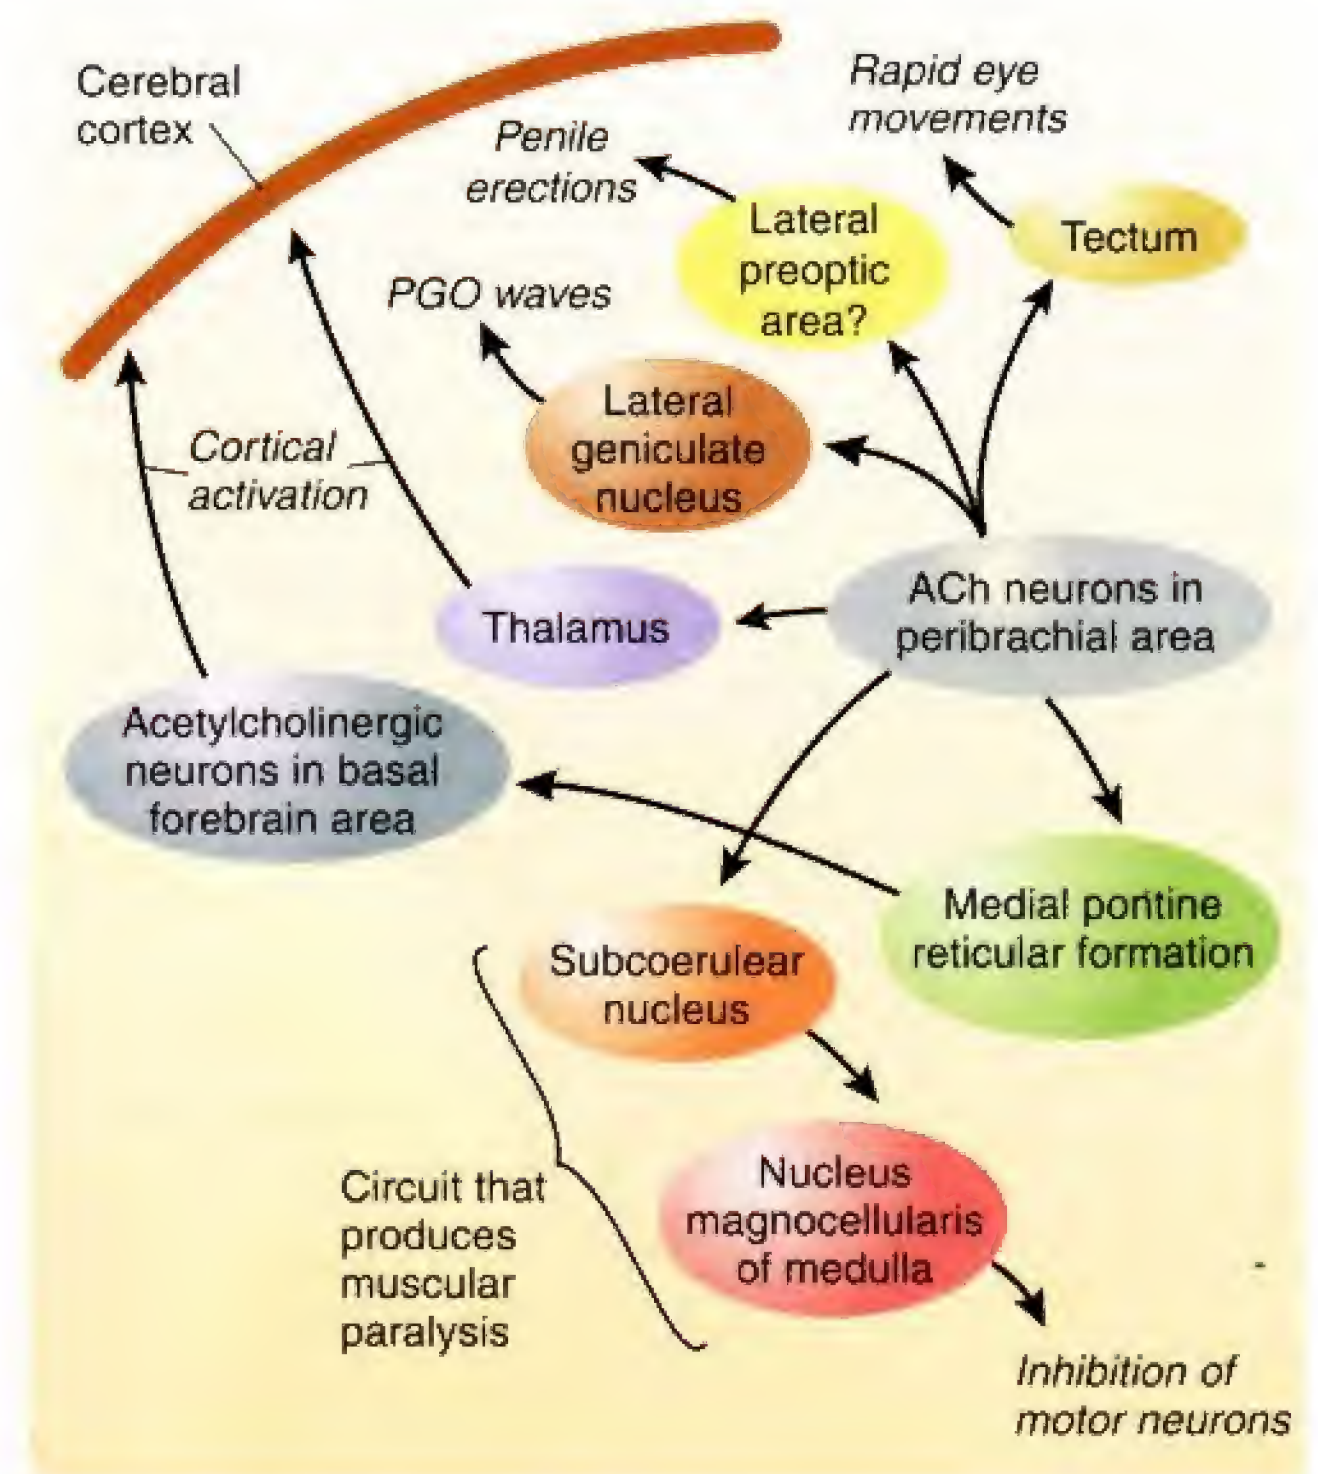 Cerebral
cortex
Rapid eye
movements
Penile
erections
Lateral
preoptic
area?
Tectum
PGO waves
Lateral
geniculate
nucleus
Cortical
activation
ACh neurons in
peribrachial area
Thalamus
Acetylcholinergic
neurons in basal
forebrain area
Medial pontine
reticular formation
Subcoerulear
nucleus
Nucleus
magnocellularis
of medulla
Circuit that
produces
muscular
paralysis
Inhibition of
motor neurons